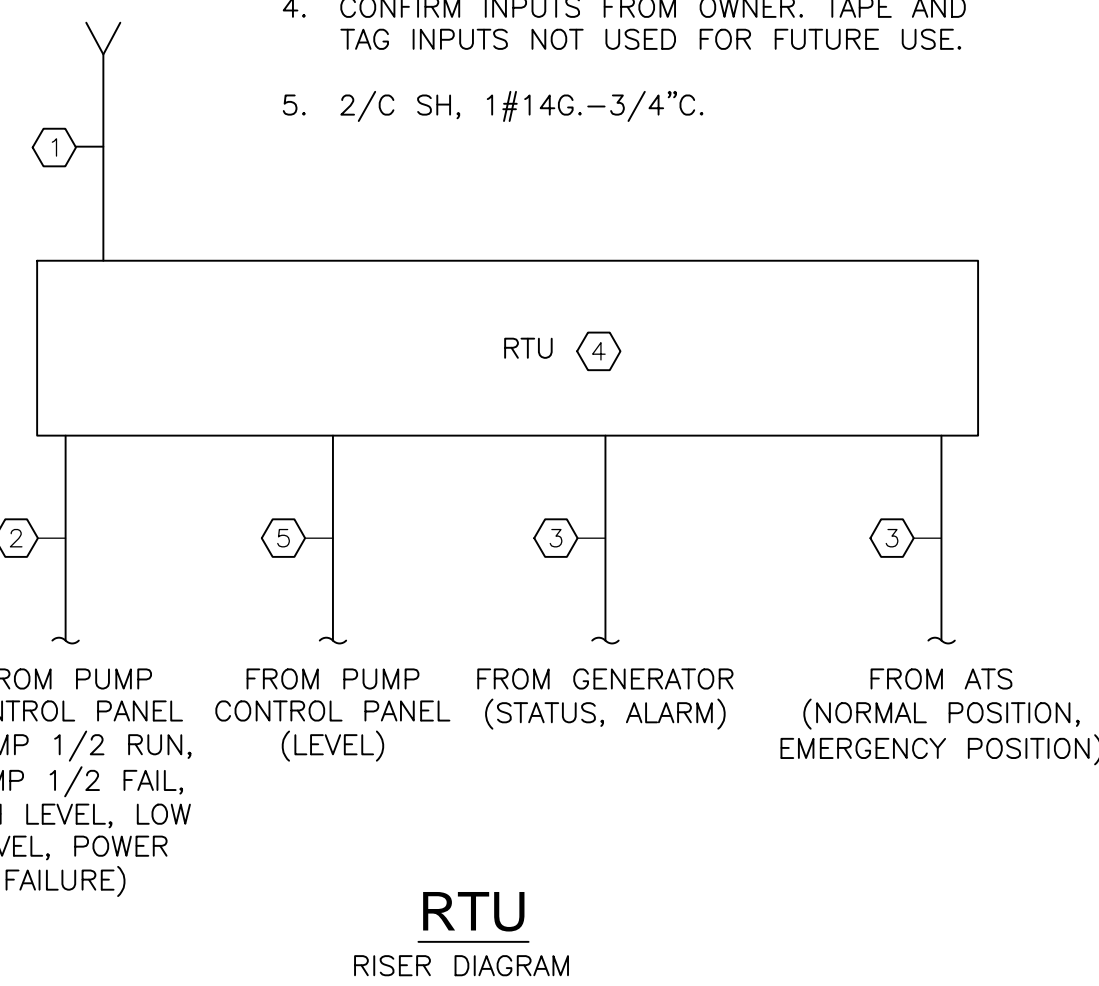 4. CONFIRM INPUTS FROM OWNER. TAPE AND
TAG INPUTS NOT USED FOR FUTURE USE.
5. 2/C SH, 1#14G.-3/4"C.
1
RTU 4
2
5
3
3
PUMP
PANEL
1/2 RUN,
1/2 FAIL,
LEVEL, LOW
POWER
FAILURE)
FROM PUMP
CONTROL PANEL
(LEVEL)
FROM GENERATOR
(STATUS, ALARM)
FROM ATS
(NORMAL POSITION,
EMERGENCY POSITION)
RTU
RISER DIAGRAM